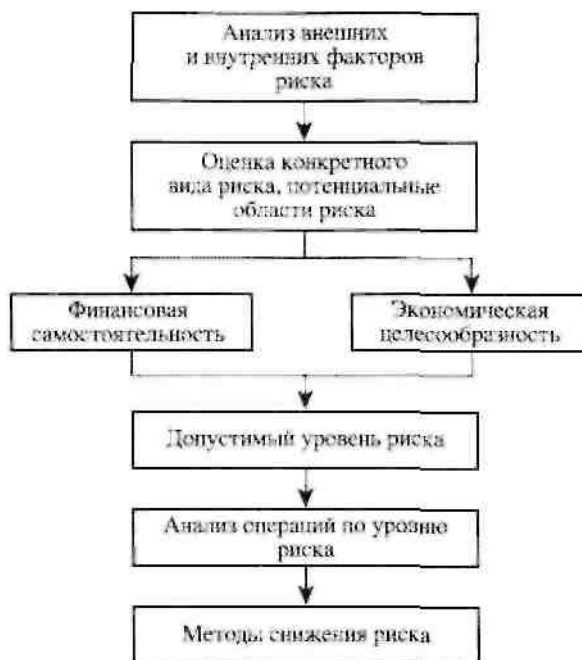 Анализ внешних
и внутренних факторов
риска
Оценка конкретного
вида риска, потенциальные
области риска
Финансовая
самостоятельность
Экономическая
целесообразность
Допустимый уровень риска
Анализ операций по уровню
риска
Методы снижения риска